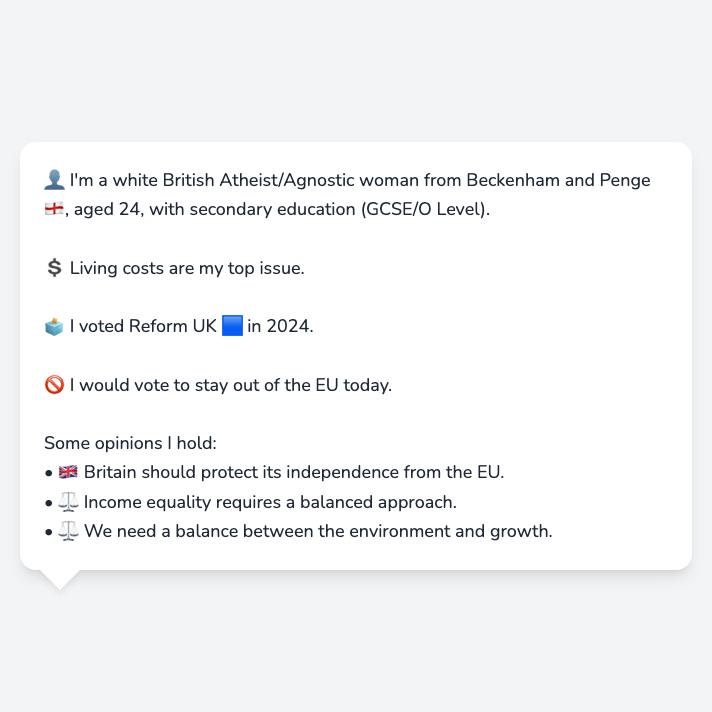 👤 I'm a white British Atheist/Agnostic woman from Beckenham and Penge
🏴󠁧󠁢󠁥󠁮󠁧󠁿, aged 24, with secondary education (GCSE/O Level).
💲 Living costs are my top issue.
🗳️ I voted Reform UK 🟦 in 2024.
🚫 I would vote to stay out of the EU today.
Some opinions I hold:
• 🇬🇧 Britain should protect its independence from the EU.
• ⚖️ Income equality requires a balanced approach.
• ⚖️ We need a balance between the environment and growth.